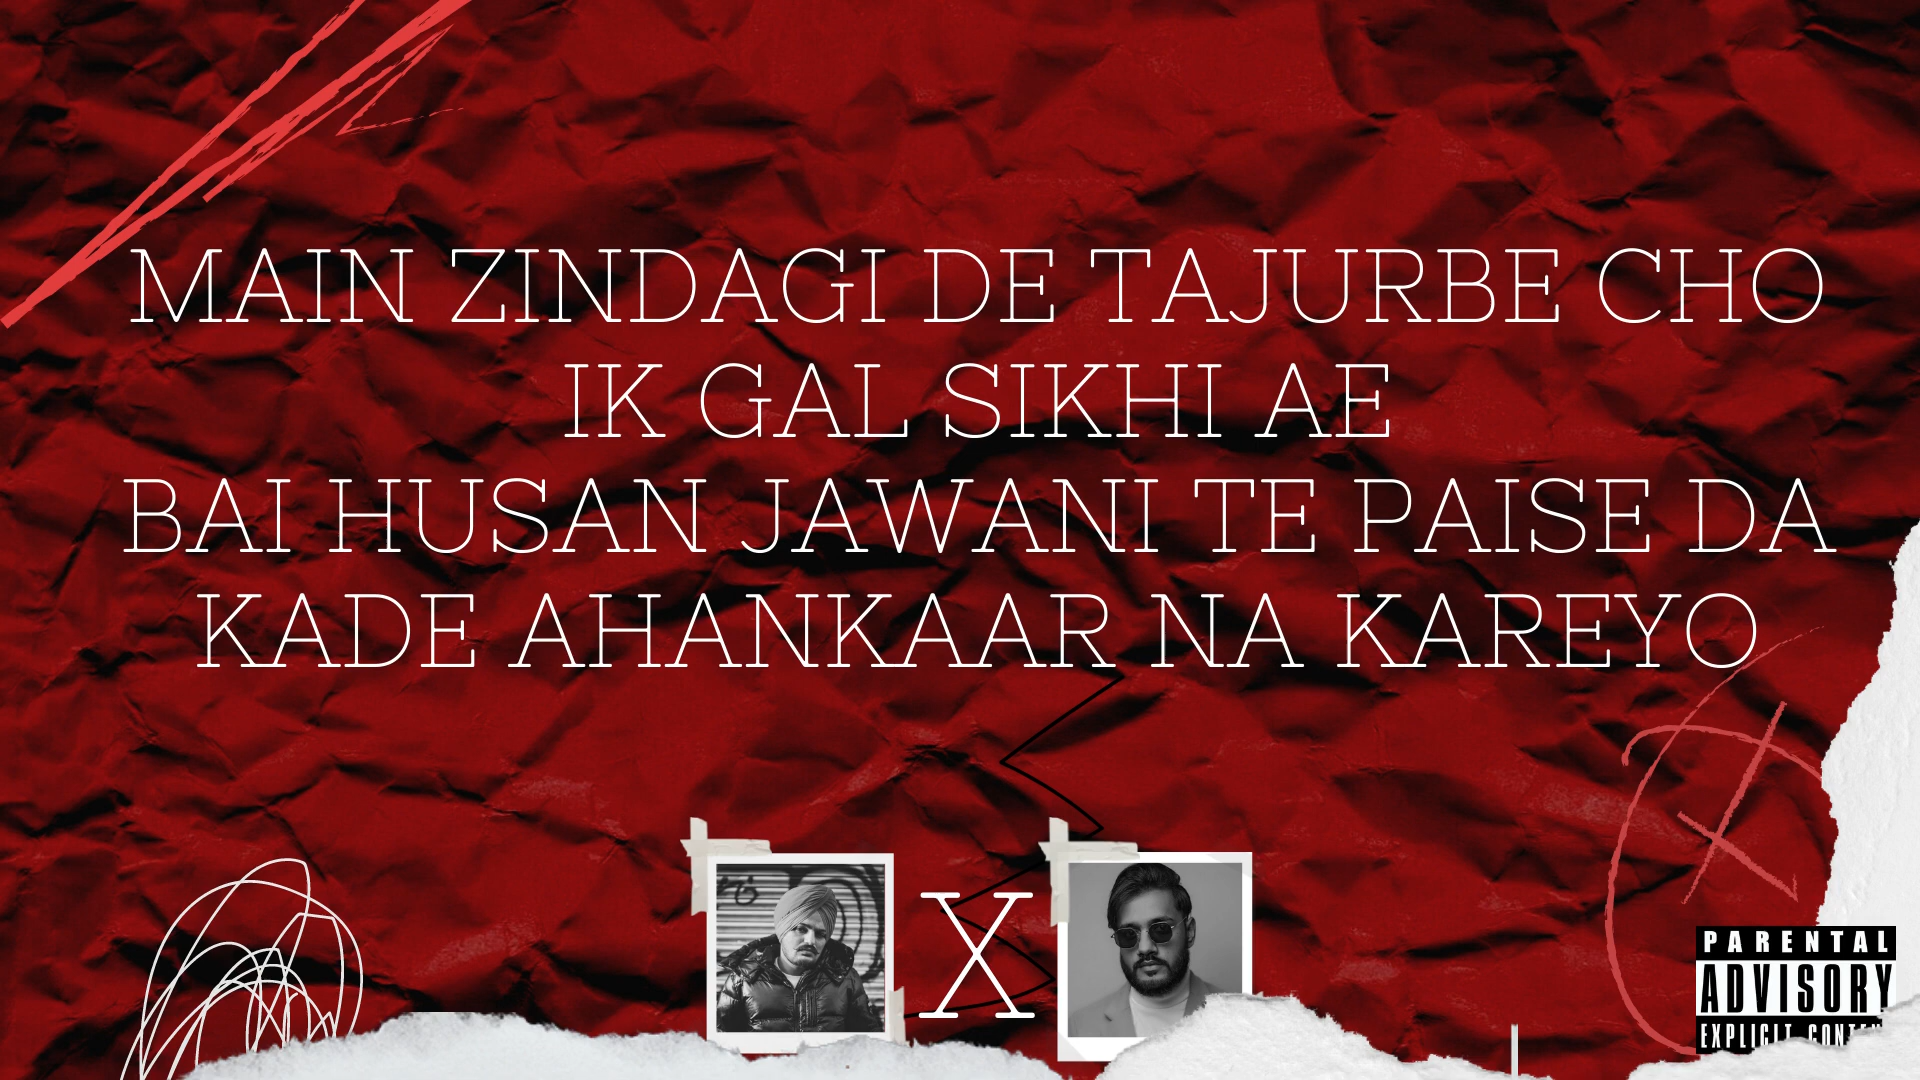 MAIN ZINDAGI DE TAJURBE CHO
IK GAL SIKHI AE
BAI HUSAN JAWANI TE PAISE DA
KADE AHANKAAR NA KAREYO
X
PARENTAL
ADVISORY
EXPLICIT